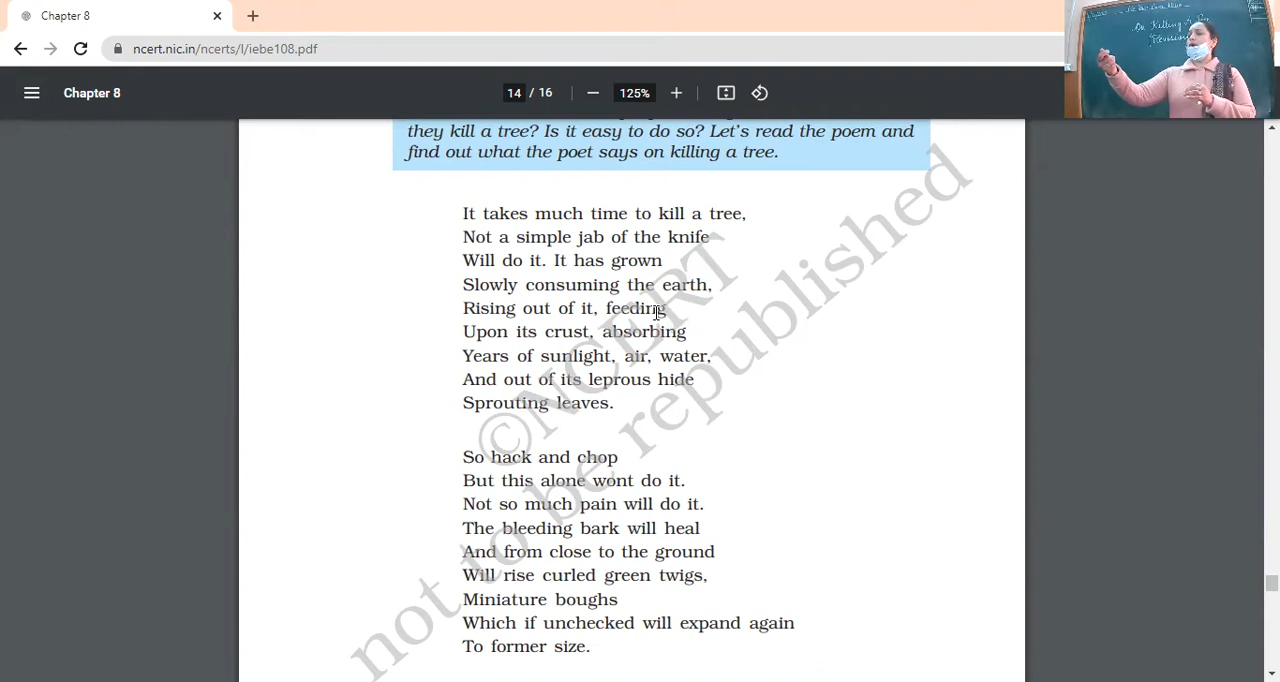 Chapter 8
ncert.nic.in/ncerts/l/iebe108.pdf
Chapter 8
14 / 16
125%
On Killing a
they kill a tree? Is it easy to do so? Let's read the poem and
find out what the poet says on killing a tree.
It takes much time to kill a tree,
Not a simple jab of the knife
Will do it. It has grown
Slowly consuming the earth,
Rising out of it, feeding
Upon its crust, absorbing
Years of sunlight, air, water,
And out of its leprous hide
Sprouting leaves.
So hack and chop
But this alone wont do it.
Not so much pain will do it.
The bleeding bark will heal
And from close to the ground
Will rise curled green twigs,
Miniature boughs
Which if unchecked will expand again
To former size.
©NCERT
not to be republished